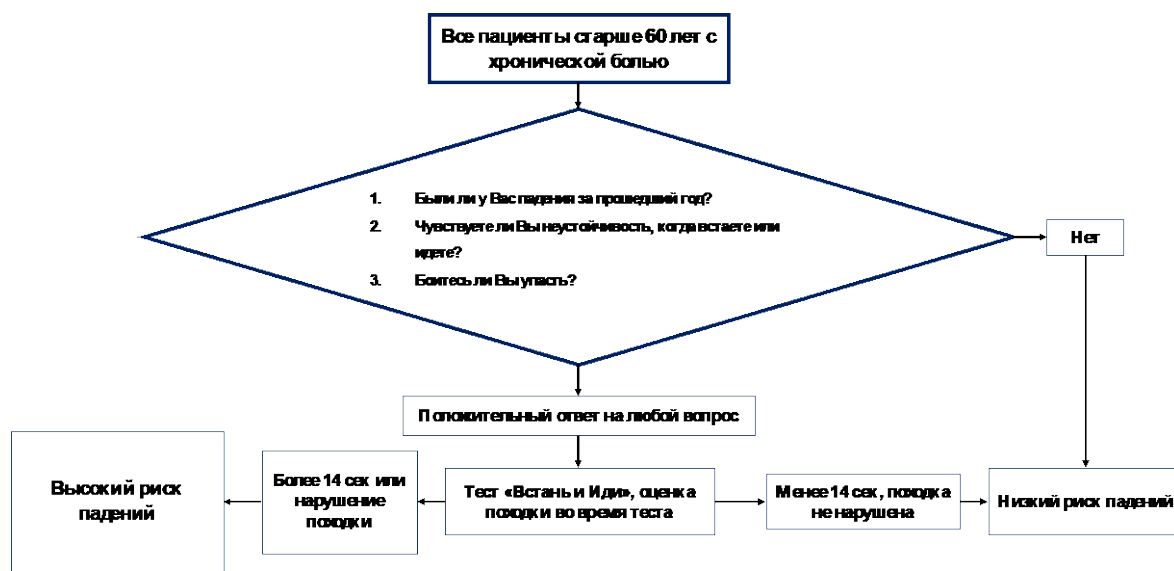 Все пациенты старше 60 лет с
хронической болью
1. Были ли у Вас падения за прошедший год?
2. Чувствуете ли Вы неустойчивость, когда встаете или
идете?
3. Боитесь ли Вы упасть?
Нет
Положительный ответ на любой вопрос
Высокий риск
падений
Более 14 сек или
нарушение
походки
Тест «Встань и Иди», оценка
походки во время теста
Менее 14 сек, походка
не нарушена
Низкий риск падений